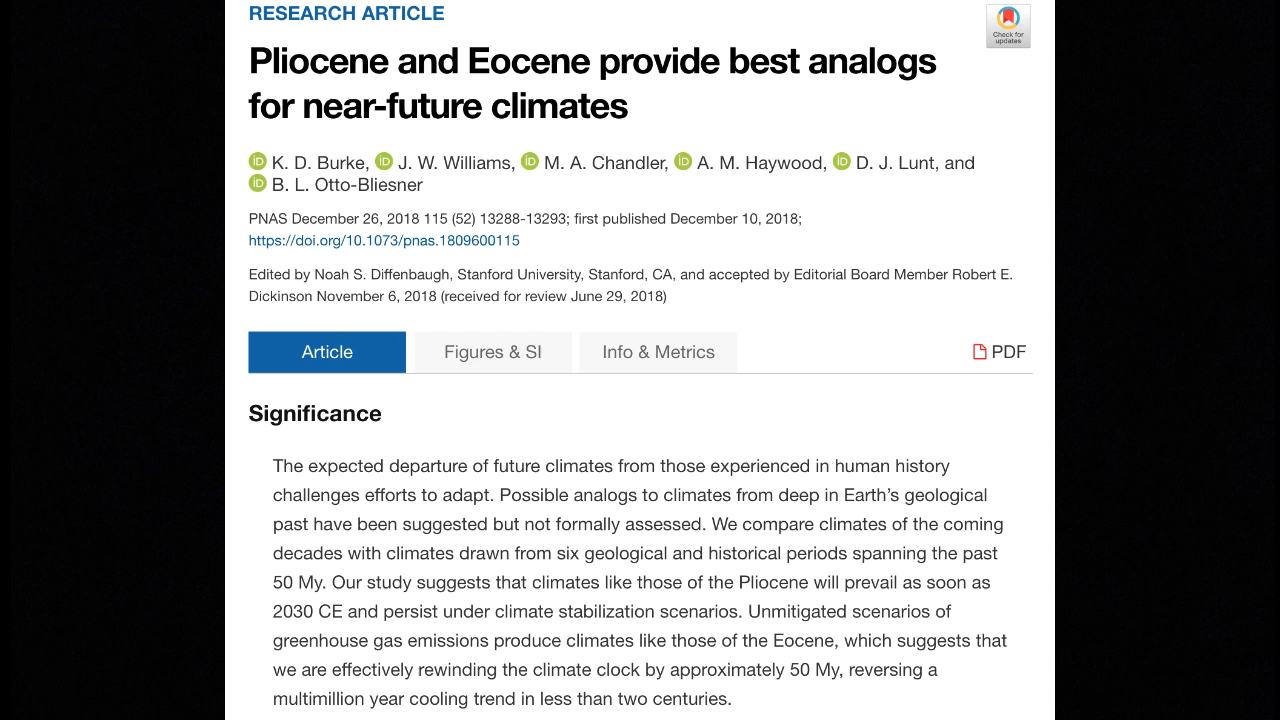 RESEARCH ARTICLE
Check for
updates
Pliocene and Eocene provide best analogs
for near-future climates
iD K. D. Burke, iD J. W. Williams, iD M. A. Chandler, iD A. M. Haywood, iD D. J. Lunt, and
iD B. L. Otto-Bliesner
PNAS December 26, 2018 115 (52) 13288-13293; first published December 10, 2018;
https://doi.org/10.1073/pnas.1809600115
Edited by Noah S. Diffenbaugh, Stanford University, Stanford, CA, and accepted by Editorial Board Member Robert E.
Dickinson November 6, 2018 (received for review June 29, 2018)
Article Figures & SI Info & Metrics PDF
Significance
The expected departure of future climates from those experienced in human history
challenges efforts to adapt. Possible analogs to climates from deep in Earth’s geological
past have been suggested but not formally assessed. We compare climates of the coming
decades with climates drawn from six geological and historical periods spanning the past
50 My. Our study suggests that climates like those of the Pliocene will prevail as soon as
2030 CE and persist under climate stabilization scenarios. Unmitigated scenarios of
greenhouse gas emissions produce climates like those of the Eocene, which suggests that
we are effectively rewinding the climate clock by approximately 50 My, reversing a
multimillion year cooling trend in less than two centuries.